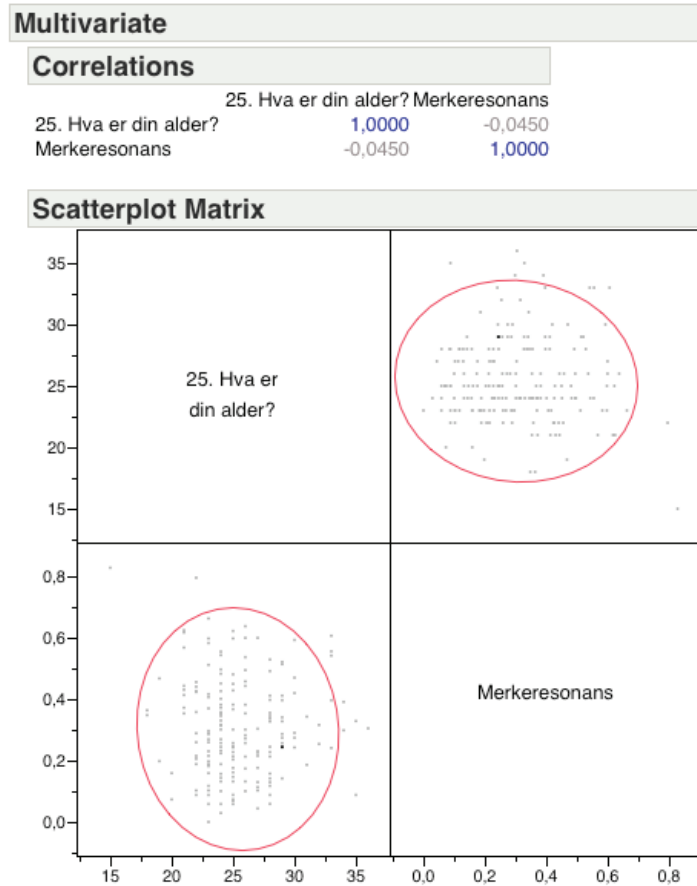 Multivariate
Correlations
25. Hva er din alder? Merkeresonans
25. Hva er din alder? 1,0000 -0,0450
Merkeresonans -0,0450 1,0000
Scatterplot Matrix
35
30
25
20
15
25. Hva er
din alder?
0,8
0,6
0,4
0,2
0,0
Merkeresonans
15 20 25 30 35 0,0 0,2 0,4 0,6 0,8